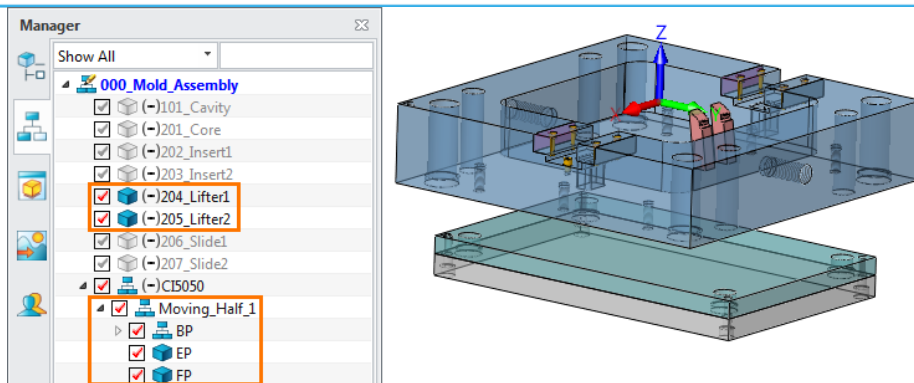 Manager
Show All
000_Mold_Assembly
(-)101_Cavity
(-)201_Core
(-)202_Insert1
(-)203_Insert2
(-)204_Lifter1
(-)205_Lifter2
(-)206_Slide1
(-)207_Slide2
(-)CI5050
Moving_Half_1
BP
EP
FP
Z
X